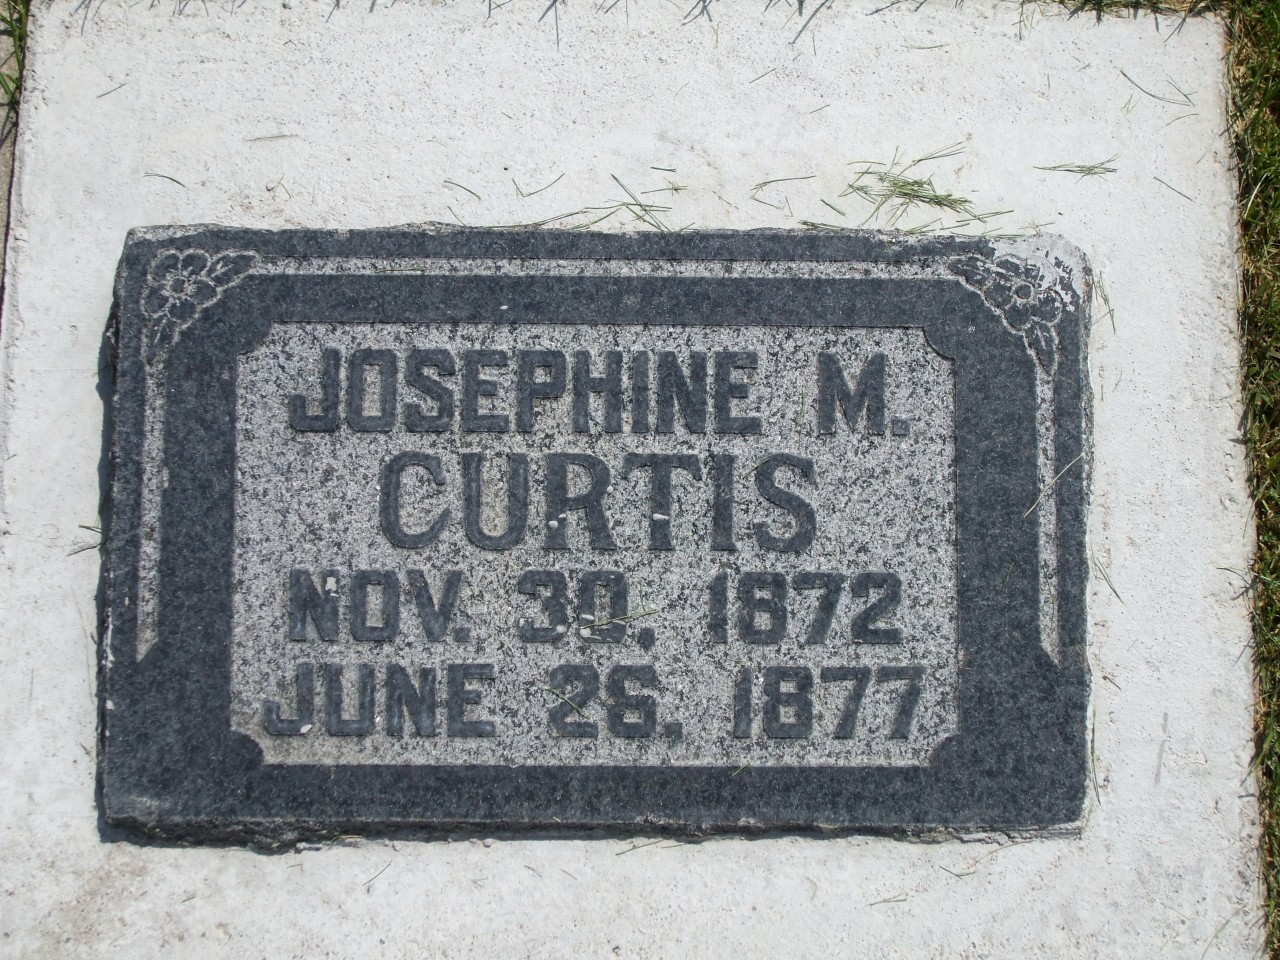 JOSEPHINE M.
CURTIS
NOV. 30. 1872
JUNE 26. 1877